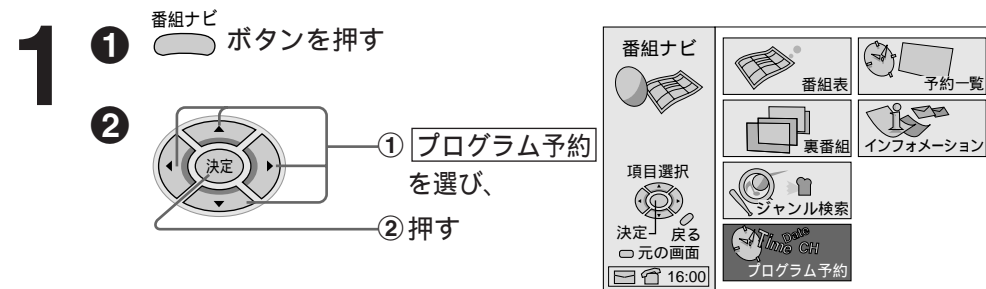 1
❶
番組ナビ
ボタンを押す
❷
決定
① プログラム予約
を選び、
② 押す
番組ナビ
項目選択
決定
戻る
元の画面
16:00
番組表
予約一覧
裏番組
インフォメーション
ジャンル検索
Time Date CH
プログラム予約